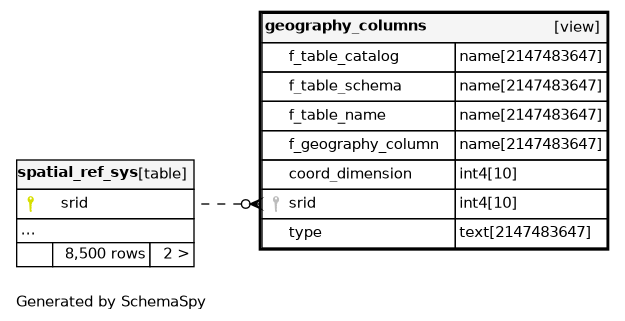 geography_columns [view]
f_table_catalog name[2147483647]
f_table_schema name[2147483647]
f_table_name name[2147483647]
f_geography_column name[2147483647]
coord_dimension int4[10]
srid int4[10]
type text[2147483647]
spatial_ref_sys[table]
srid
...
8,500 rows 2 >
Generated by SchemaSpy